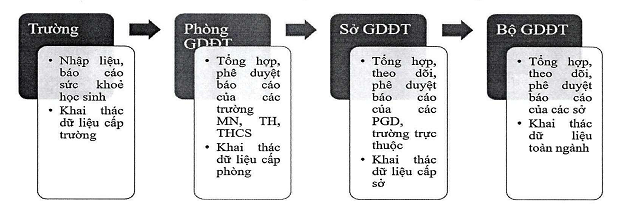 Trường
• Nhập liệu,
báo cáo
sức khoẻ
học sinh
• Khai thác
dữ liệu cấp
trường
Phòng
GDĐT
• Tổng hợp,
phê duyệt
báo cáo
của các
trường
MN, TH,
THCS
• Khai thác
dữ liệu cấp
phòng
Sở GDĐT
• Tổng hợp,
theo dõi,
phê duyệt
báo cáo
của các
PGD,
trường trực
thuộc
• Khai thác
dữ liệu cấp
sở
Bộ GDĐT
• Tổng hợp,
theo dõi,
phê duyệt
báo cáo
của các sở
• Khai thác
dữ liệu
toàn ngành